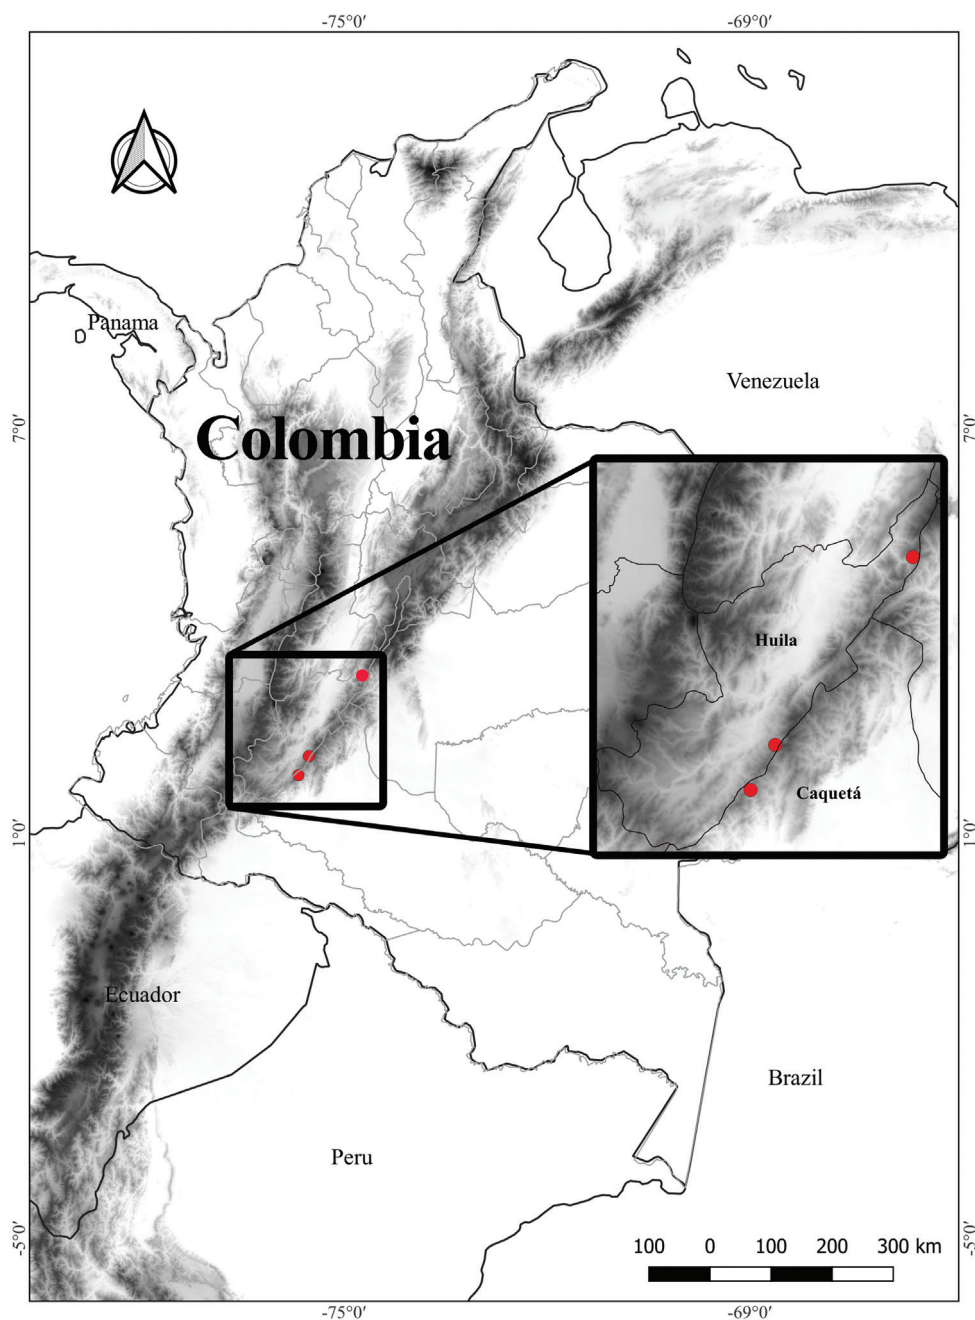 -75°0′ -69°0′
Panama
Venezuela
Colombia
7°0′ 7°0′
Huila
Caquetá
1°0′ 1°0′
Ecuador
Brazil
Peru
-5°0′ -5°0′
100 0 100 200 300 km
-75°0′ -69°0′